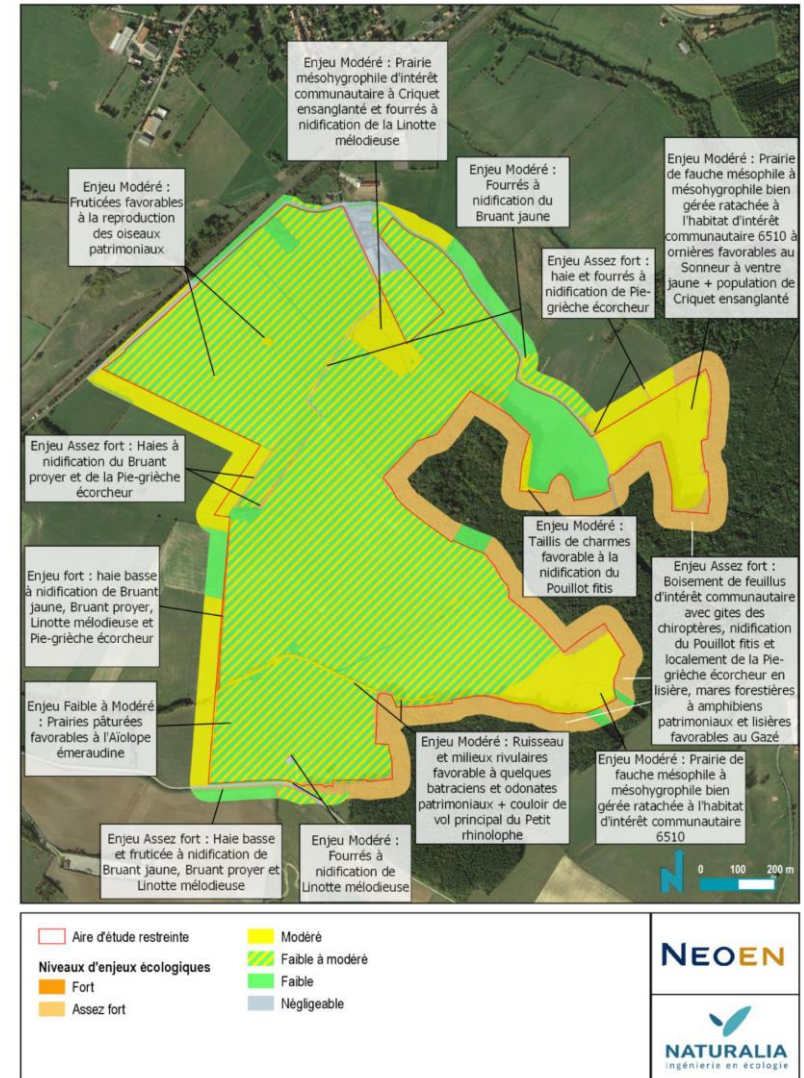 Enjeu Modéré : Prairie
mésohygrophile d'intérêt
communautaire à Criquet
ensanglanté et fourrés à
nidification de la Linotte
mélodieuse
Enjeu Modéré :
Fruticées favorables
à la reproduction
des oiseaux
patrimoniaux
Enjeu Modéré :
Fourrés à
nidification du
Bruant jaune
Enjeu Modéré : Prairie
de fauche mésophile à
mésohygrophile bien
gérée ratachée à
l'habitat d'intérêt
communautaire 6510 à
ornières favorables au
Sonneur à ventre
jaune + population de
Criquet ensanglanté
Enjeu Assez fort :
haie et fourrés à
nidification de Pie-
grièche écorcheur
Enjeu Assez fort : Haies à
nidification du Bruant
proyer et de la Pie-grièche
écorcheur
Enjeu Modéré :
Taillis de charmes
favorable à la
nidification du
Pouillot fitis
Enjeu fort : haie basse
à nidification de Bruant
jaune, Bruant proyer,
Linotte mélodieuse et
Pie-grièche écorcheur
Enjeu Assez fort :
Boisement de feuillus
d'intérêt communautaire
avec gites des
chiroptères, nidification
du Pouillot fitis et
localement de la Pie-
grièche écorcheur en
lisière, mares forestières
à amphibiens
patrimoniaux et lisières
favorables au Gazé
Enjeu Faible à Modéré
: Prairies pâturées
favorables à l'Aïolope
émeraudine
Enjeu Modéré : Ruisseau
et milieux rivulaires
favorable à quelques
batraciens et odonates
patrimoniaux + couloir de
vol principal du Petit
rhinolophe
Enjeu Modéré : Prairie de
fauche mésophile à
mésohygrophile bien
gérée ratachée à l'habitat
d'intérêt communautaire
6510
Enjeu Assez fort : Haie basse
et fruticée à nidification de
Bruant jaune, Bruant proyer et
Linotte mélodieuse
Enjeu Modéré :
Fourrés à
nidification de
Linotte mélodieuse
N
0 100 200 m
Aire d'étude restreinte
Niveaux d'enjeux écologiques
Fort
Assez fort
Modéré
Faible à modéré
Faible
Négligeable
NEOEN
NATURALIA
ingénierie en écologie